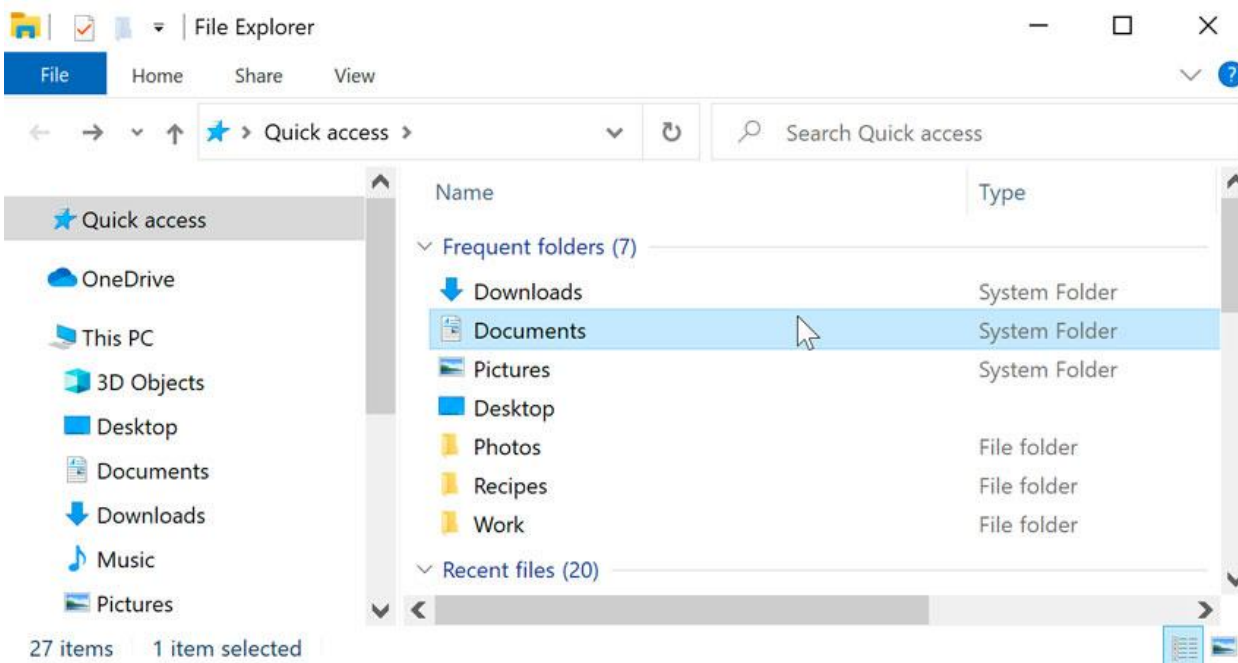 File Explorer
File Home Share View ?
Quick access
Search Quick access
Quick access
OneDrive
This PC
3D Objects
Desktop
Documents
Downloads
Music
Pictures
Name Type
Frequent folders (7)
Downloads System Folder
Documents System Folder
Pictures System Folder
Desktop
Photos File folder
Recipes File folder
Work File folder
Recent files (20)
27 items 1 item selected